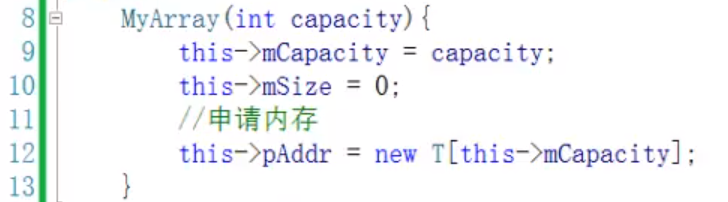 8 MyArray(int capacity){
9 this->mCapacity = capacity;
10 this->mSize = 0;
11 //申请内存
12 this->pAddr = new T[this->mCapacity];
13 }